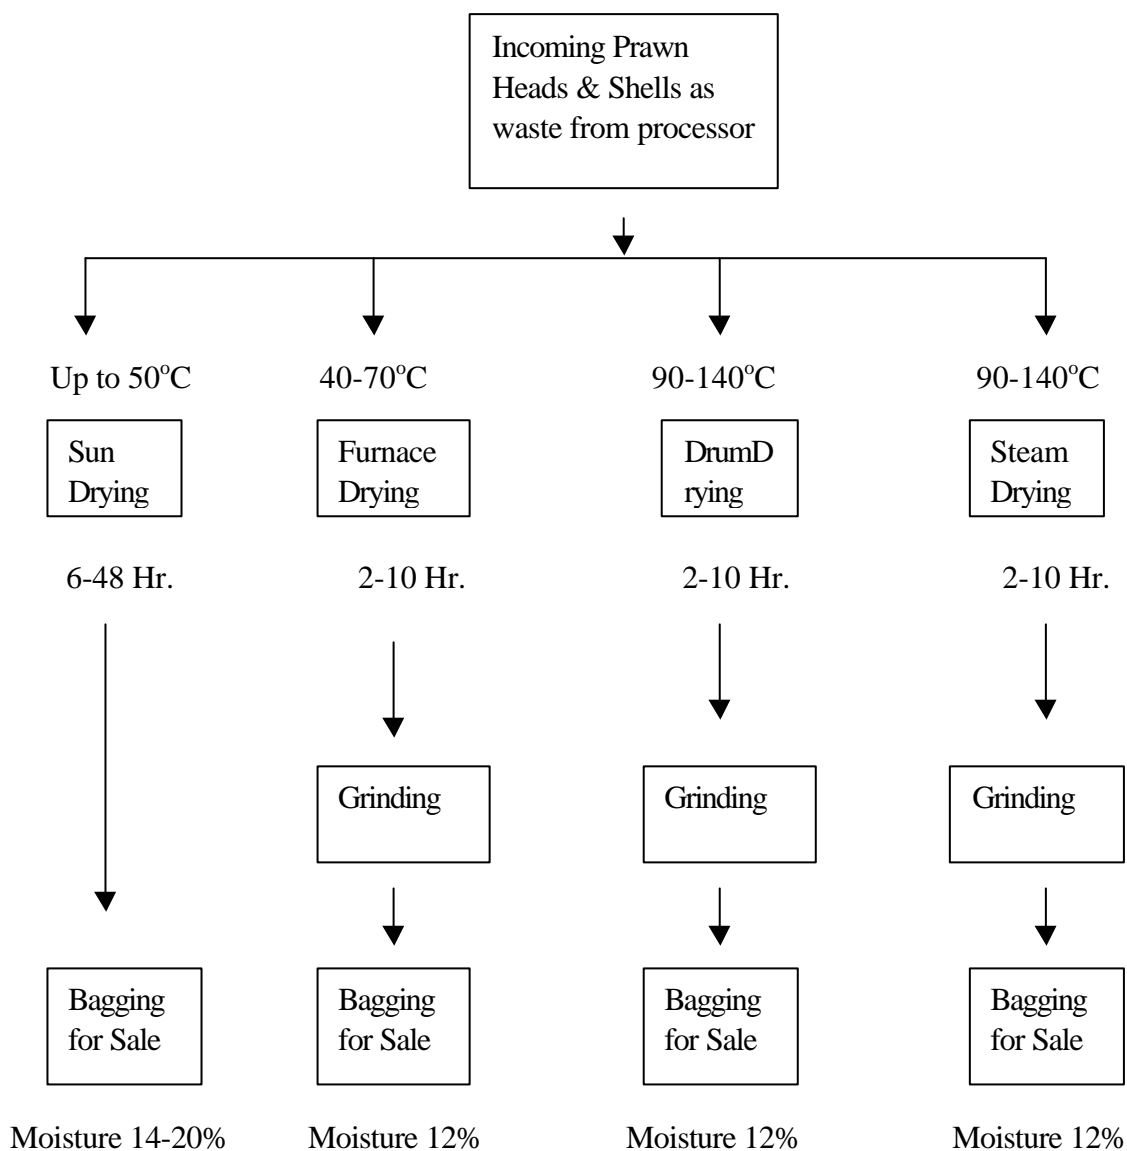 Incoming Prawn
Heads & Shells as
waste from processor
Up to 50°C
40-70°C
90-140°C
90-140°C
Sun
Drying
Furnace
Drying
DrumD
rying
Steam
Drying
6-48 Hr.
2-10 Hr.
2-10 Hr.
2-10 Hr.
Grinding
Grinding
Grinding
Bagging
for Sale
Bagging
for Sale
Bagging
for Sale
Bagging
for Sale
Moisture 14-20%
Moisture 12%
Moisture 12%
Moisture 12%